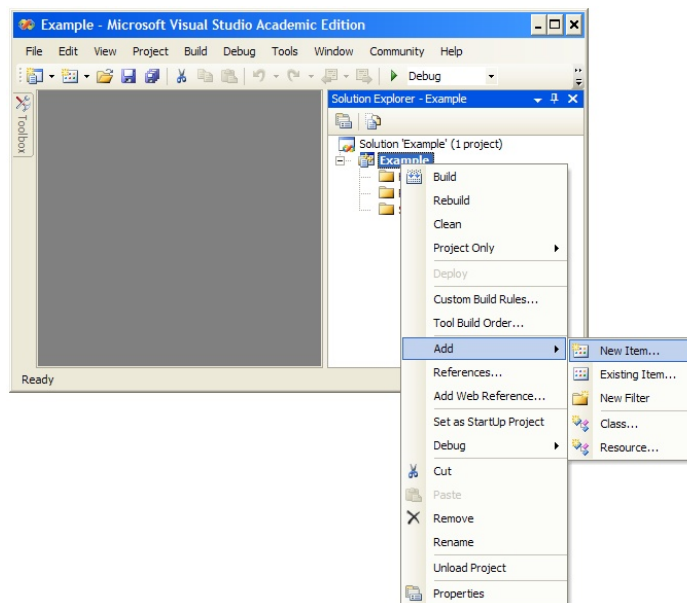 Example - Microsoft Visual Studio Academic Edition
File Edit View Project Build Debug Tools Window Community Help
Debug
Toolbox
Solution Explorer - Example
Solution 'Example' (1 project)
Example
Build
Rebuild
Clean
Project Only
Deploy
Custom Build Rules...
Tool Build Order...
Add
New Item...
References...
Existing Item...
Add Web Reference...
New Filter
Set as StartUp Project
Class...
Debug
Resource...
Cut
Paste
Remove
Rename
Unload Project
Properties
Ready